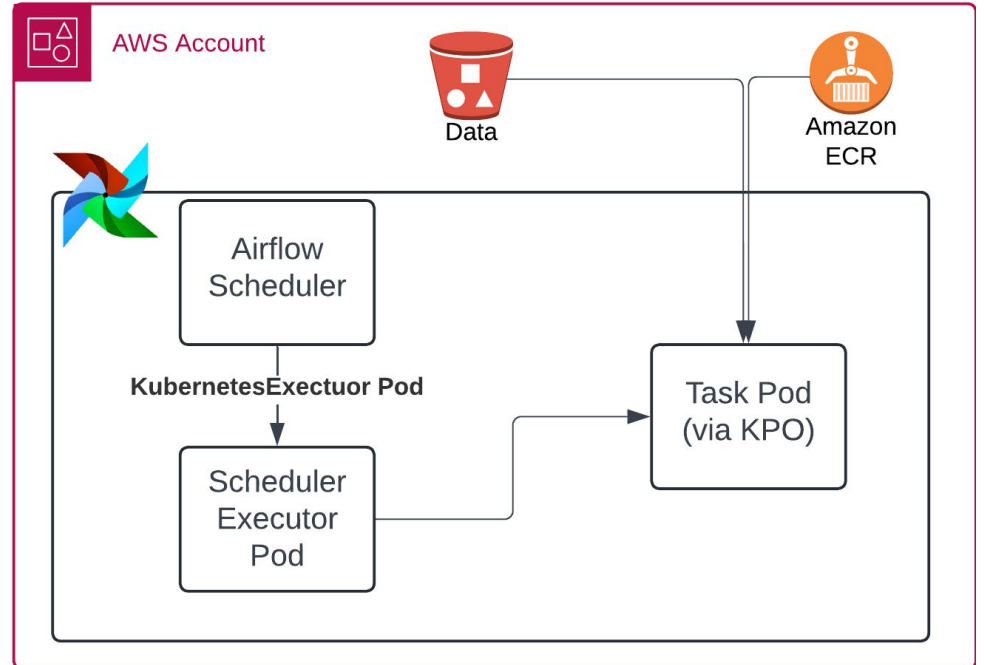 AWS Account
Data
Amazon
ECR
Airflow
Scheduler
KubernetesExectuor Pod
Scheduler
Executor
Pod
Task Pod
(via KPO)